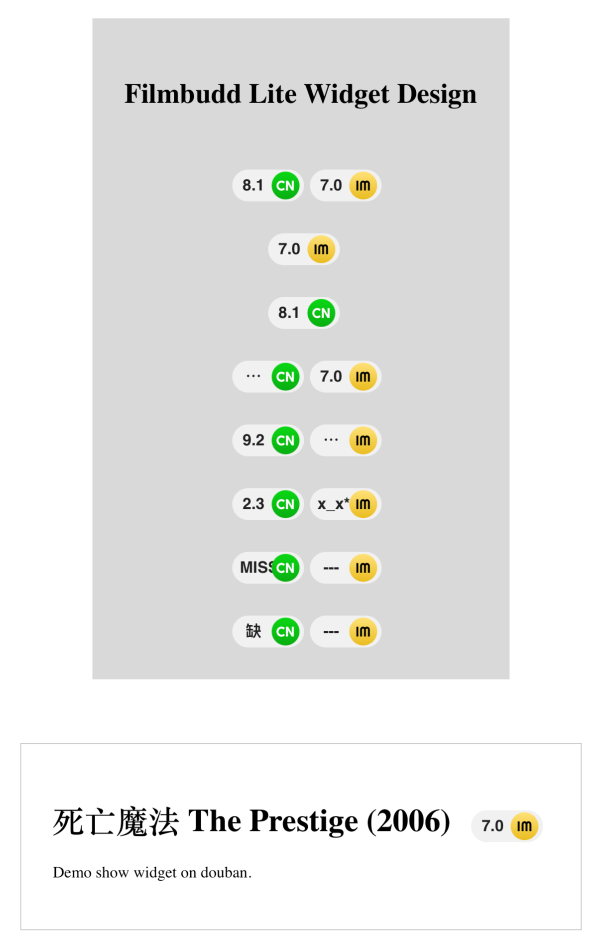 Filmbudd Lite Widget Design
8.1 CN 7.0 IM
7.0 IM
8.1 CN
··· CN 7.0 IM
9.2 CN ··· IM
2.3 CN x_x* IM
MISS CN --- IM
缺 CN --- IM
死亡魔法 The Prestige (2006) 7.0 IM
Demo show widget on douban.